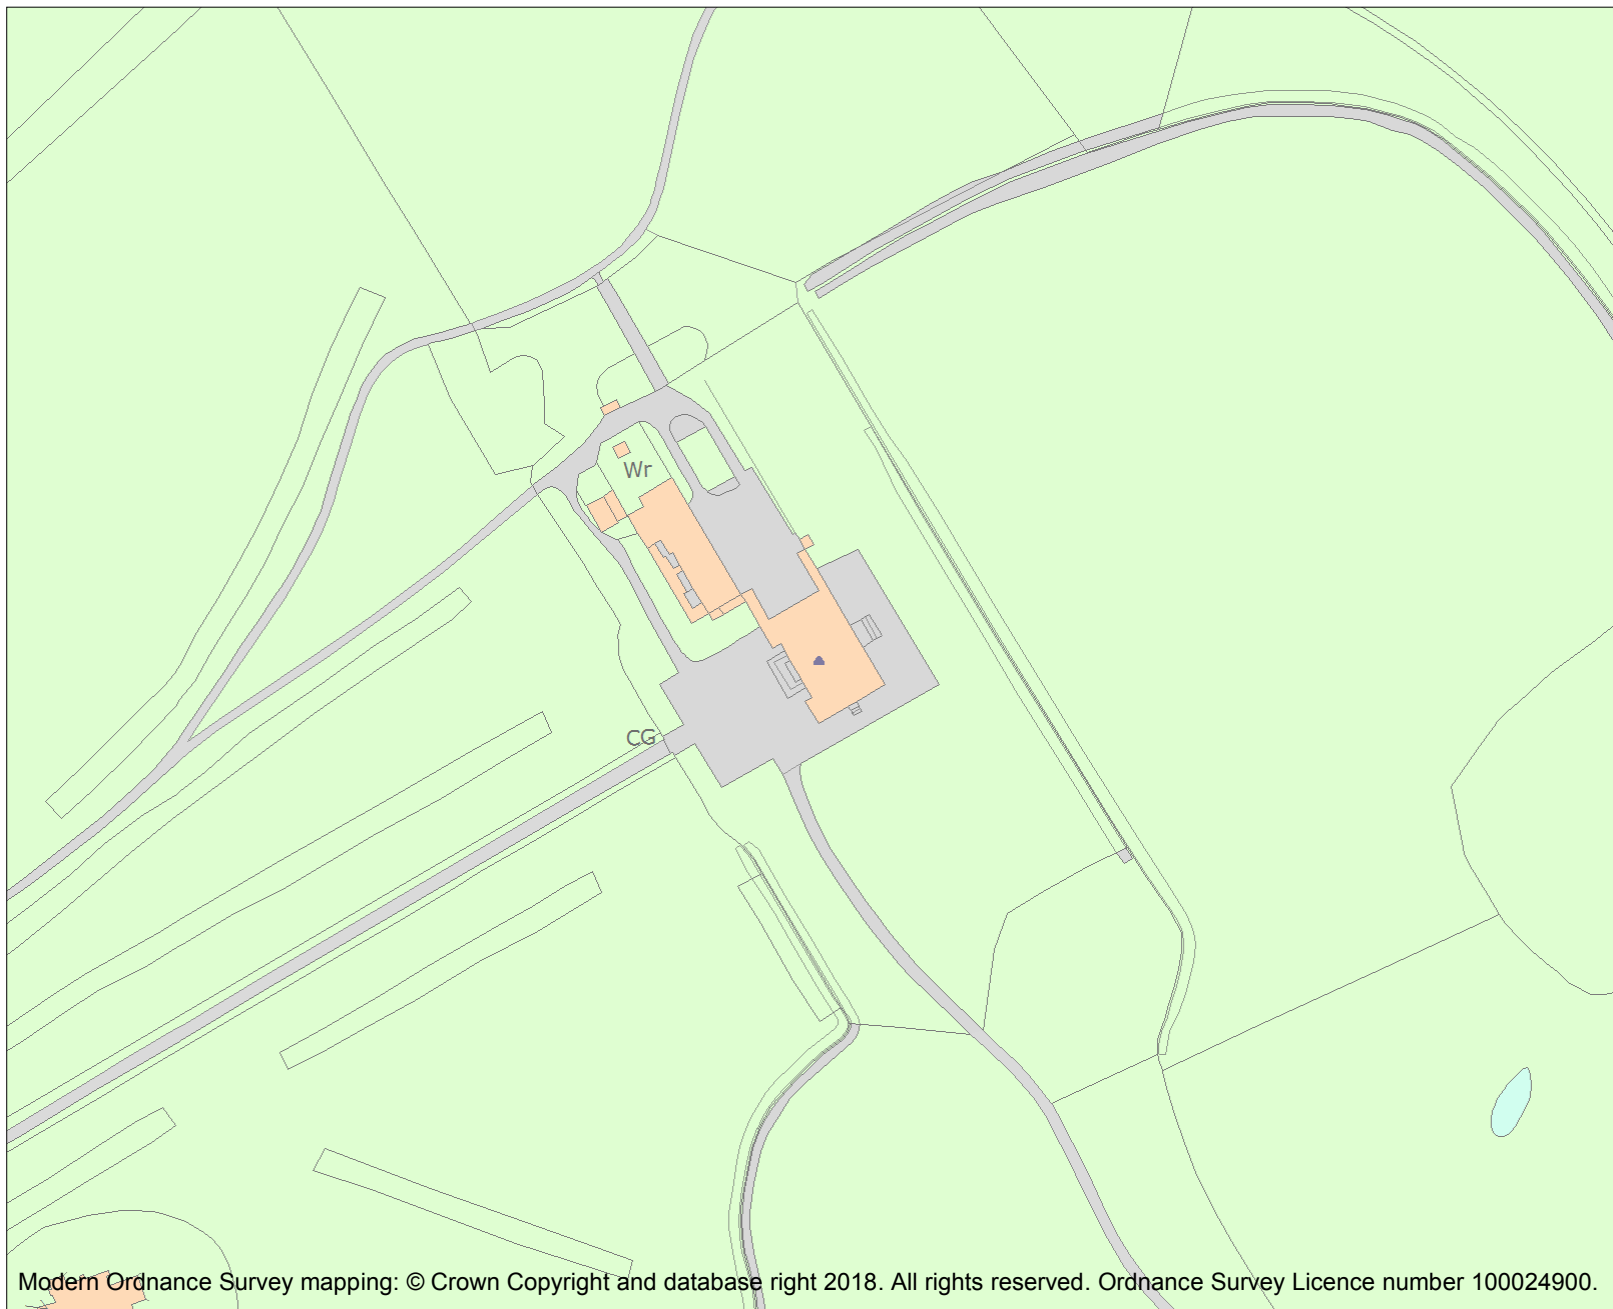 Wr
CG
Modern Ordnance Survey mapping: © Crown Copyright and database right 2018. All rights reserved. Ordnance Survey Licence number 100024900.